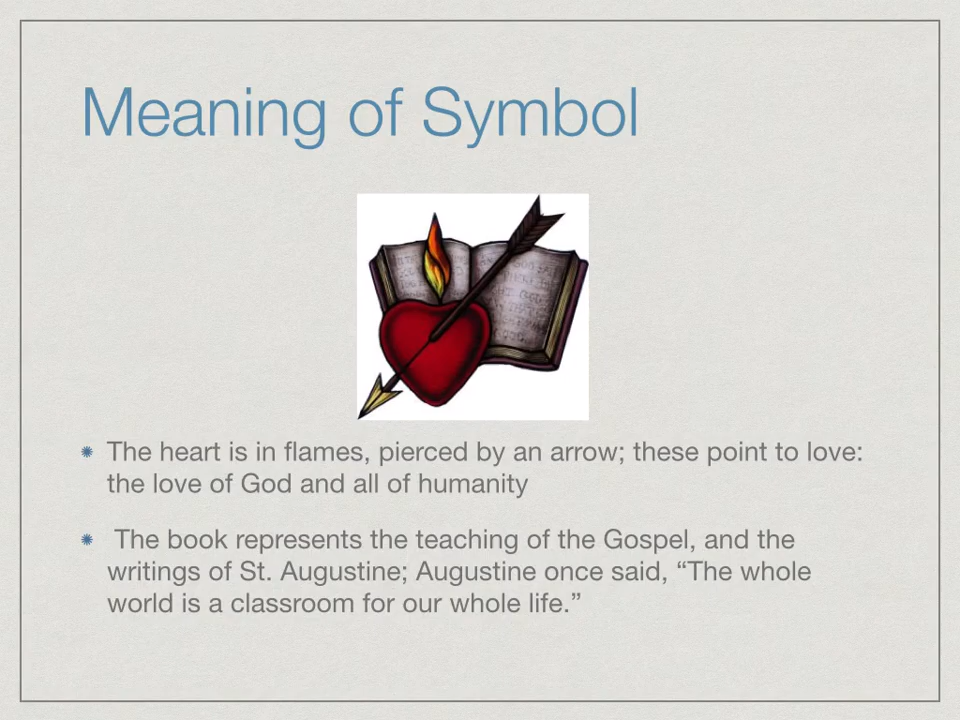 Meaning of Symbol
The heart is in flames, pierced by an arrow; these point to love:
the love of God and all of humanity
The book represents the teaching of the Gospel, and the
writings of St. Augustine; Augustine once said, “The whole
world is a classroom for our whole life.”